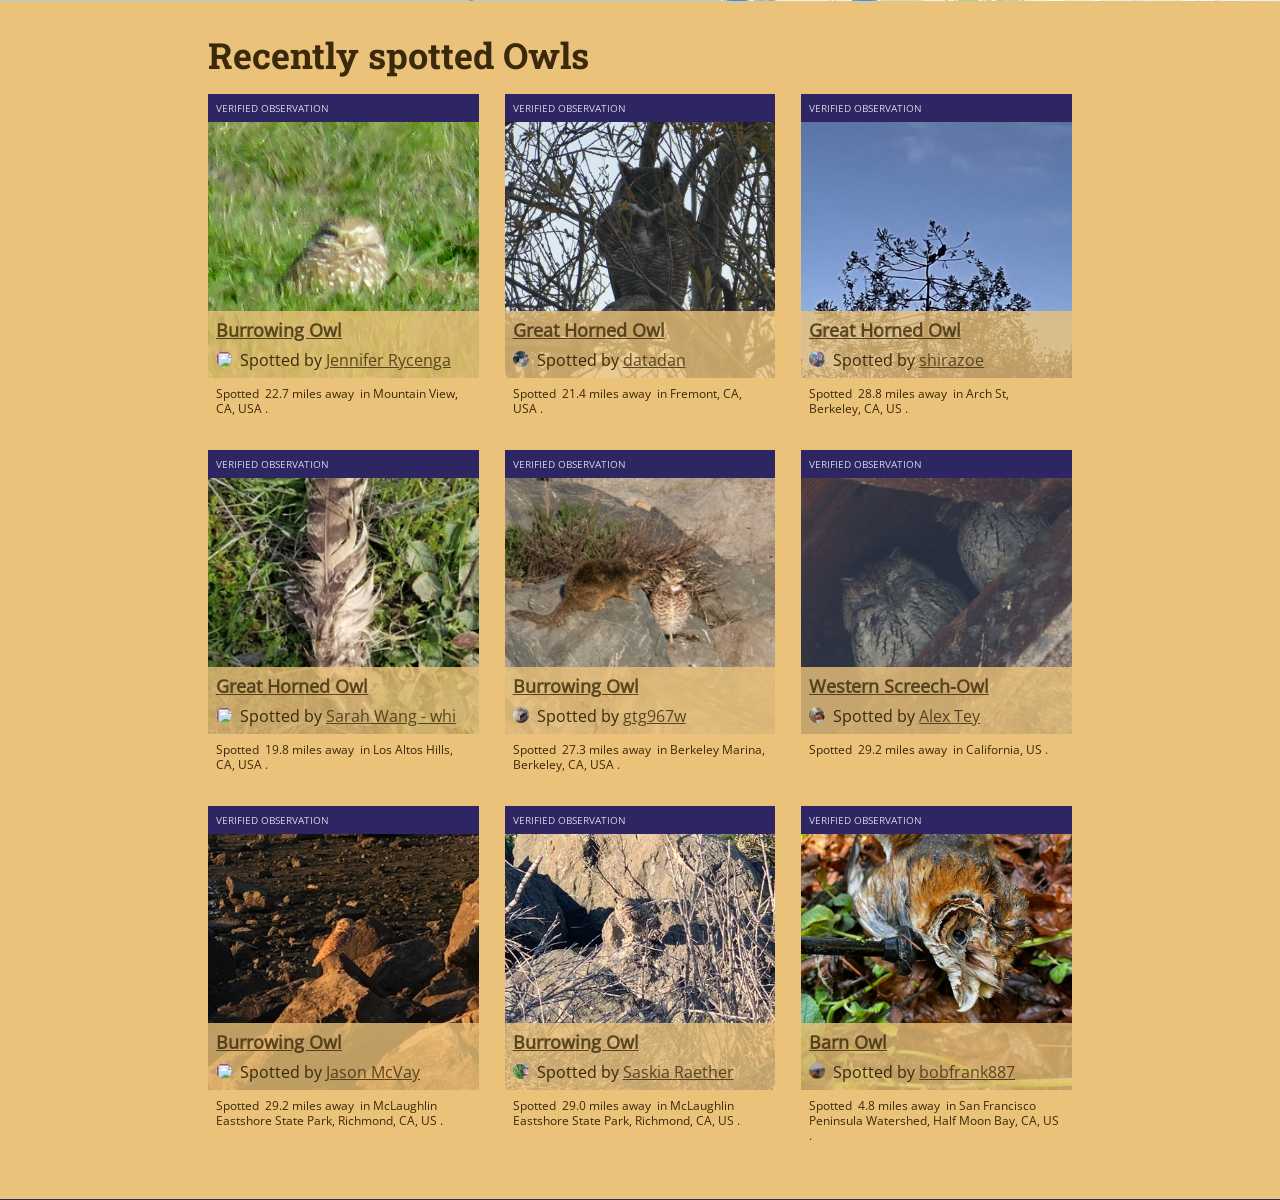 Recently spotted Owls
VERIFIED OBSERVATION
Burrowing Owl
Spotted by Jennifer Rycenga
Spotted 22.7 miles away in Mountain View,
CA, USA .
VERIFIED OBSERVATION
Great Horned Owl
Spotted by datadan
Spotted 21.4 miles away in Fremont, CA,
USA .
VERIFIED OBSERVATION
Great Horned Owl
Spotted by shirazoe
Spotted 28.8 miles away in Arch St,
Berkeley, CA, US .
VERIFIED OBSERVATION
Great Horned Owl
Spotted by Sarah Wang - whi
Spotted 19.8 miles away in Los Altos Hills,
CA, USA .
VERIFIED OBSERVATION
Burrowing Owl
Spotted by gtg967w
Spotted 27.3 miles away in Berkeley Marina,
Berkeley, CA, USA .
VERIFIED OBSERVATION
Western Screech-Owl
Spotted by Alex Tey
Spotted 29.2 miles away in California, US .
VERIFIED OBSERVATION
Burrowing Owl
Spotted by Jason McVay
Spotted 29.2 miles away in McLaughlin
Eastshore State Park, Richmond, CA, US .
VERIFIED OBSERVATION
Burrowing Owl
Spotted by Saskia Raether
Spotted 29.0 miles away in McLaughlin
Eastshore State Park, Richmond, CA, US .
VERIFIED OBSERVATION
Barn Owl
Spotted by bobfrank887
Spotted 4.8 miles away in San Francisco
Peninsula Watershed, Half Moon Bay, CA, US
.